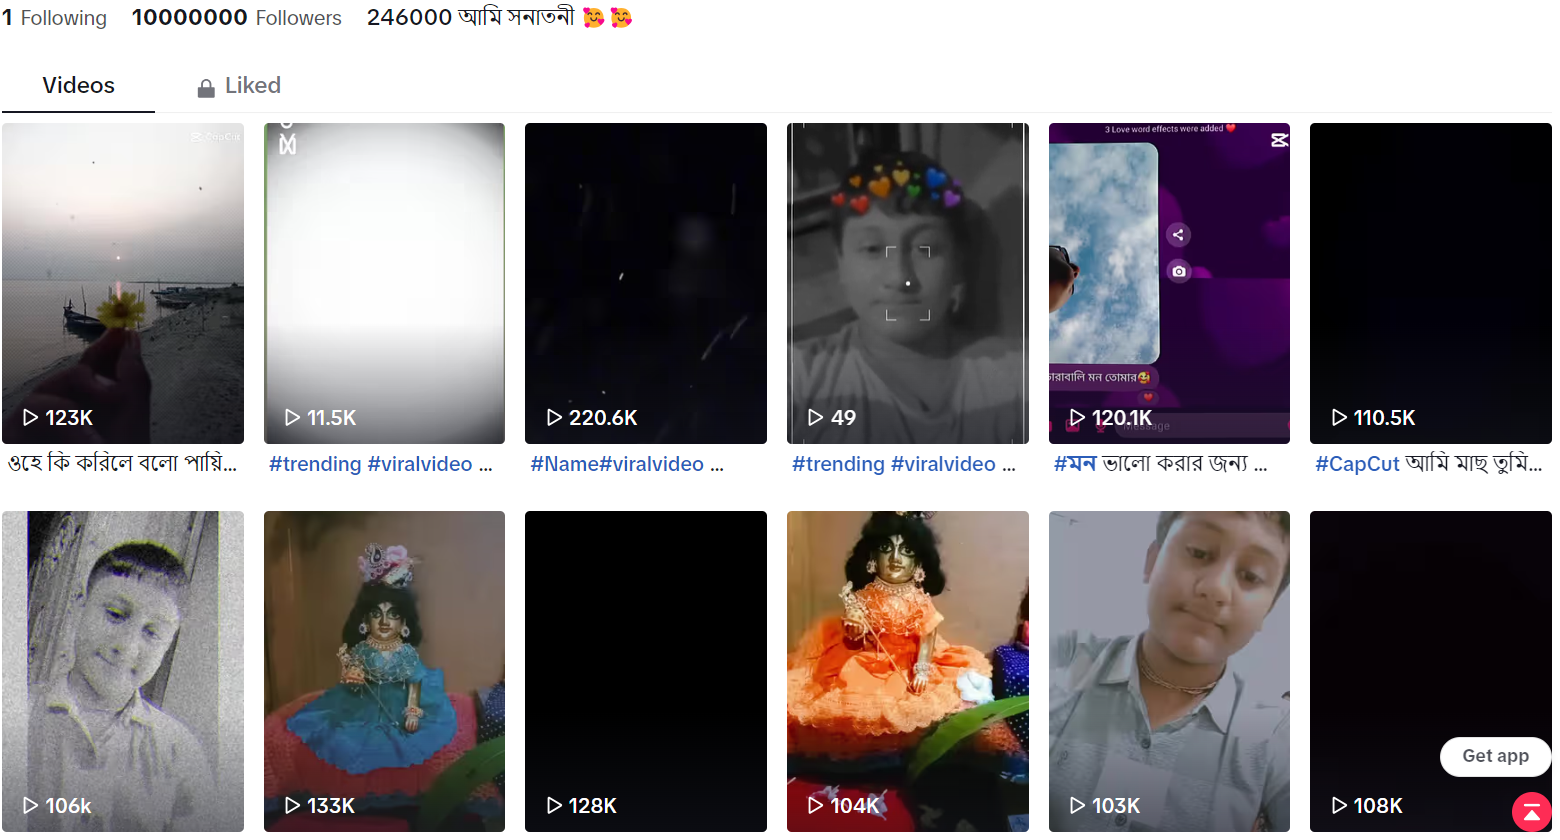 1 Following 10000000 Followers 246000 আমি সনাতনী 🥰 🥰
Videos Liked
CapCut
3 Love word effects were added ❤️
তারাবালি মন তোমার🥰
Message
123K 11.5K 220.6K 49 120.1K 110.5K
ওহে কি করিলে বলো পায়ি... #trending #viralvideo ... #Name#viralvideo ... #trending #viralvideo ... #মন ভালো করার জন্য ... #CapCut আমি মাছ তুমি...
Get app
106k 133K 128K 104K 103K 108K